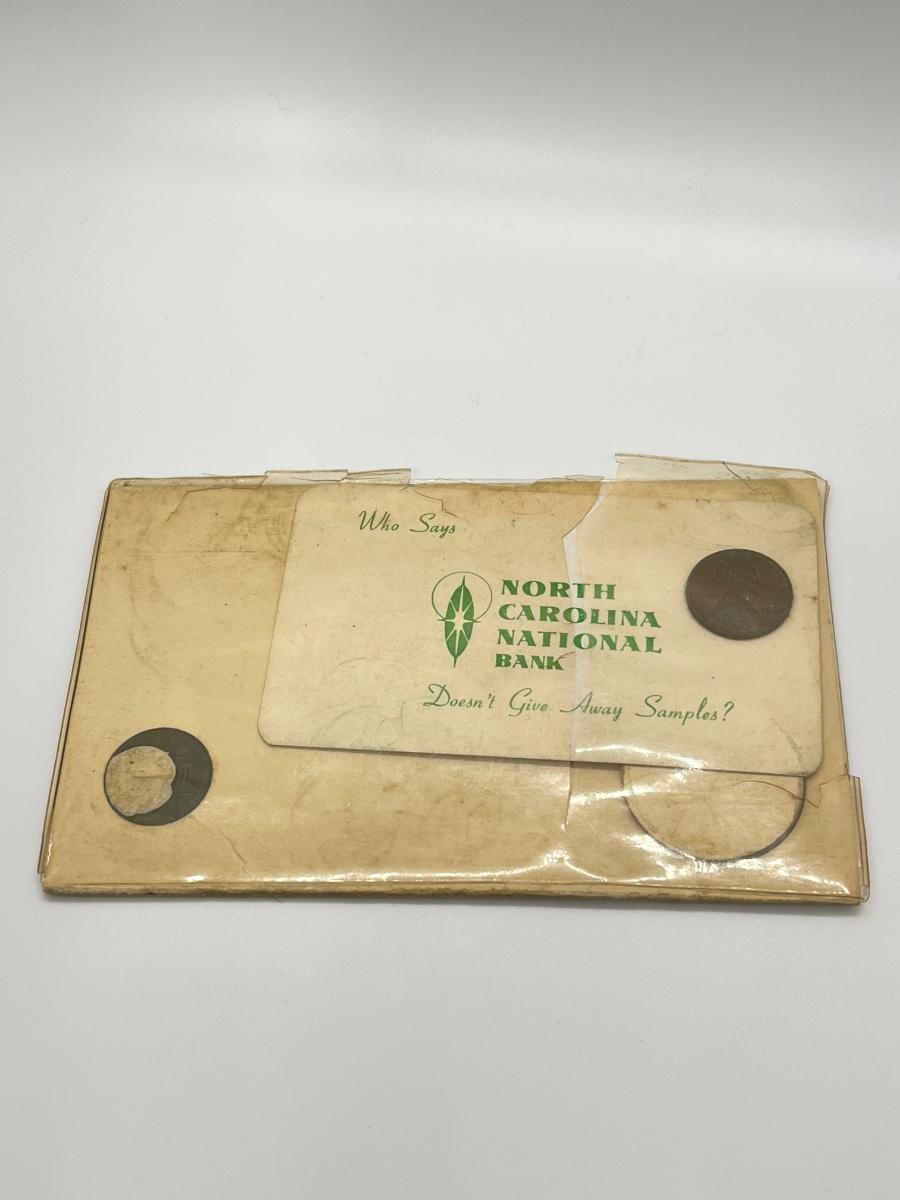 Who Says
NORTH
CAROLINA
NATIONAL
BANK
Doesn't Give Away Samples?